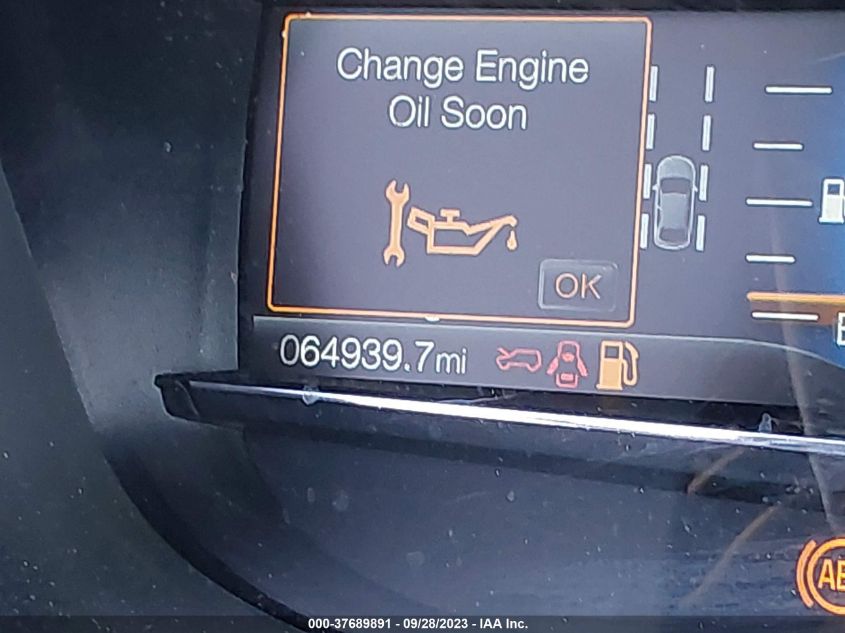 Change Engine
Oil Soon
OK
064939.7mi
000-37689891 - 09/28/2023 - IAA Inc.